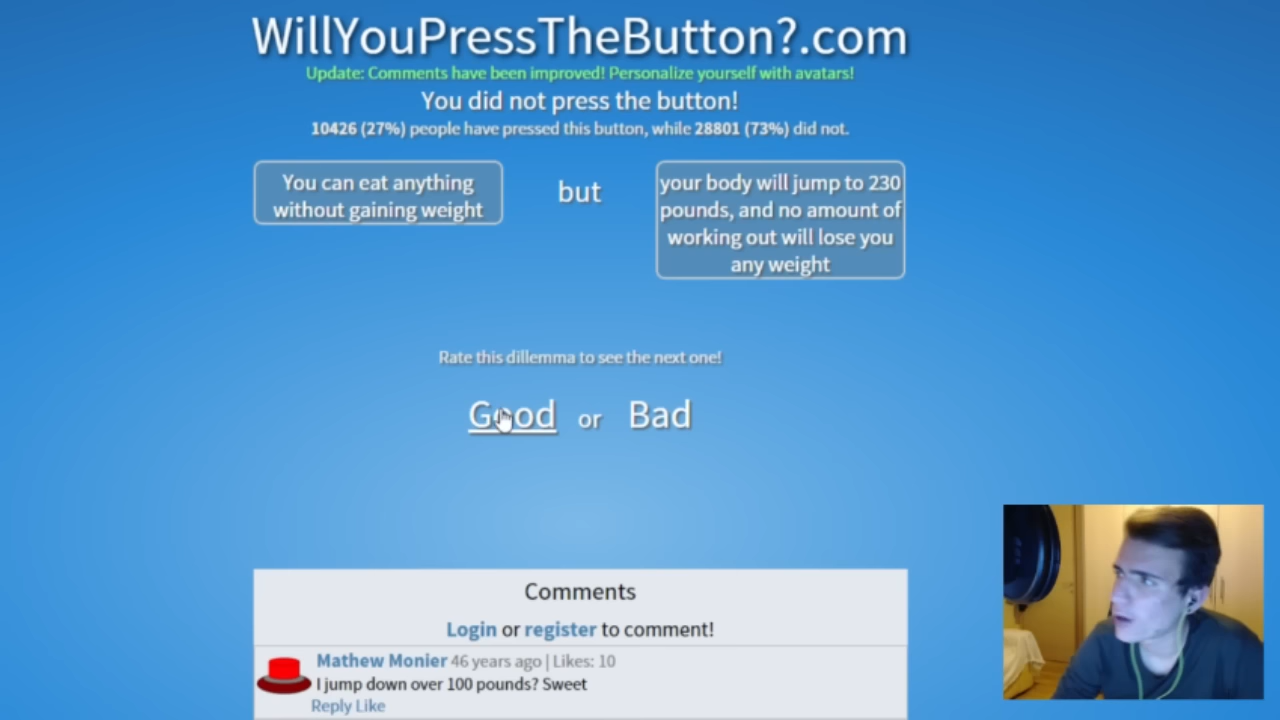 WillYouPressTheButton?.com
Update: Comments have been improved! Personalize yourself with avatars!
You did not press the button!
10426 (27%) people have pressed this button, while 28801 (73%) did not.
You can eat anything
without gaining weight
but
your body will jump to 230
pounds, and no amount of
working out will lose you
any weight
Rate this dillemma to see the next one!
Good or Bad
Comments
Login or register to comment!
Mathew Monier 46 years ago | Likes: 10
I jump down over 100 pounds? Sweet
Reply Like